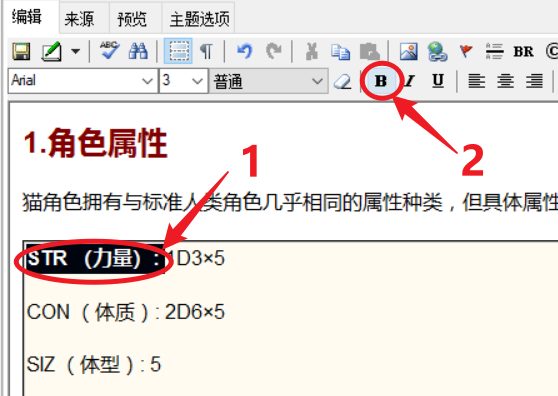 编辑 来源 预览 主题选项
ABC BR ©
Arial 3 普通 B I U
1.角色属性
1
2
猫角色拥有与标准人类角色几乎相同的属性种类，但具体属性
STR （力量）: 1D3×5
CON （体质）: 2D6×5
SIZ （体型）: 5